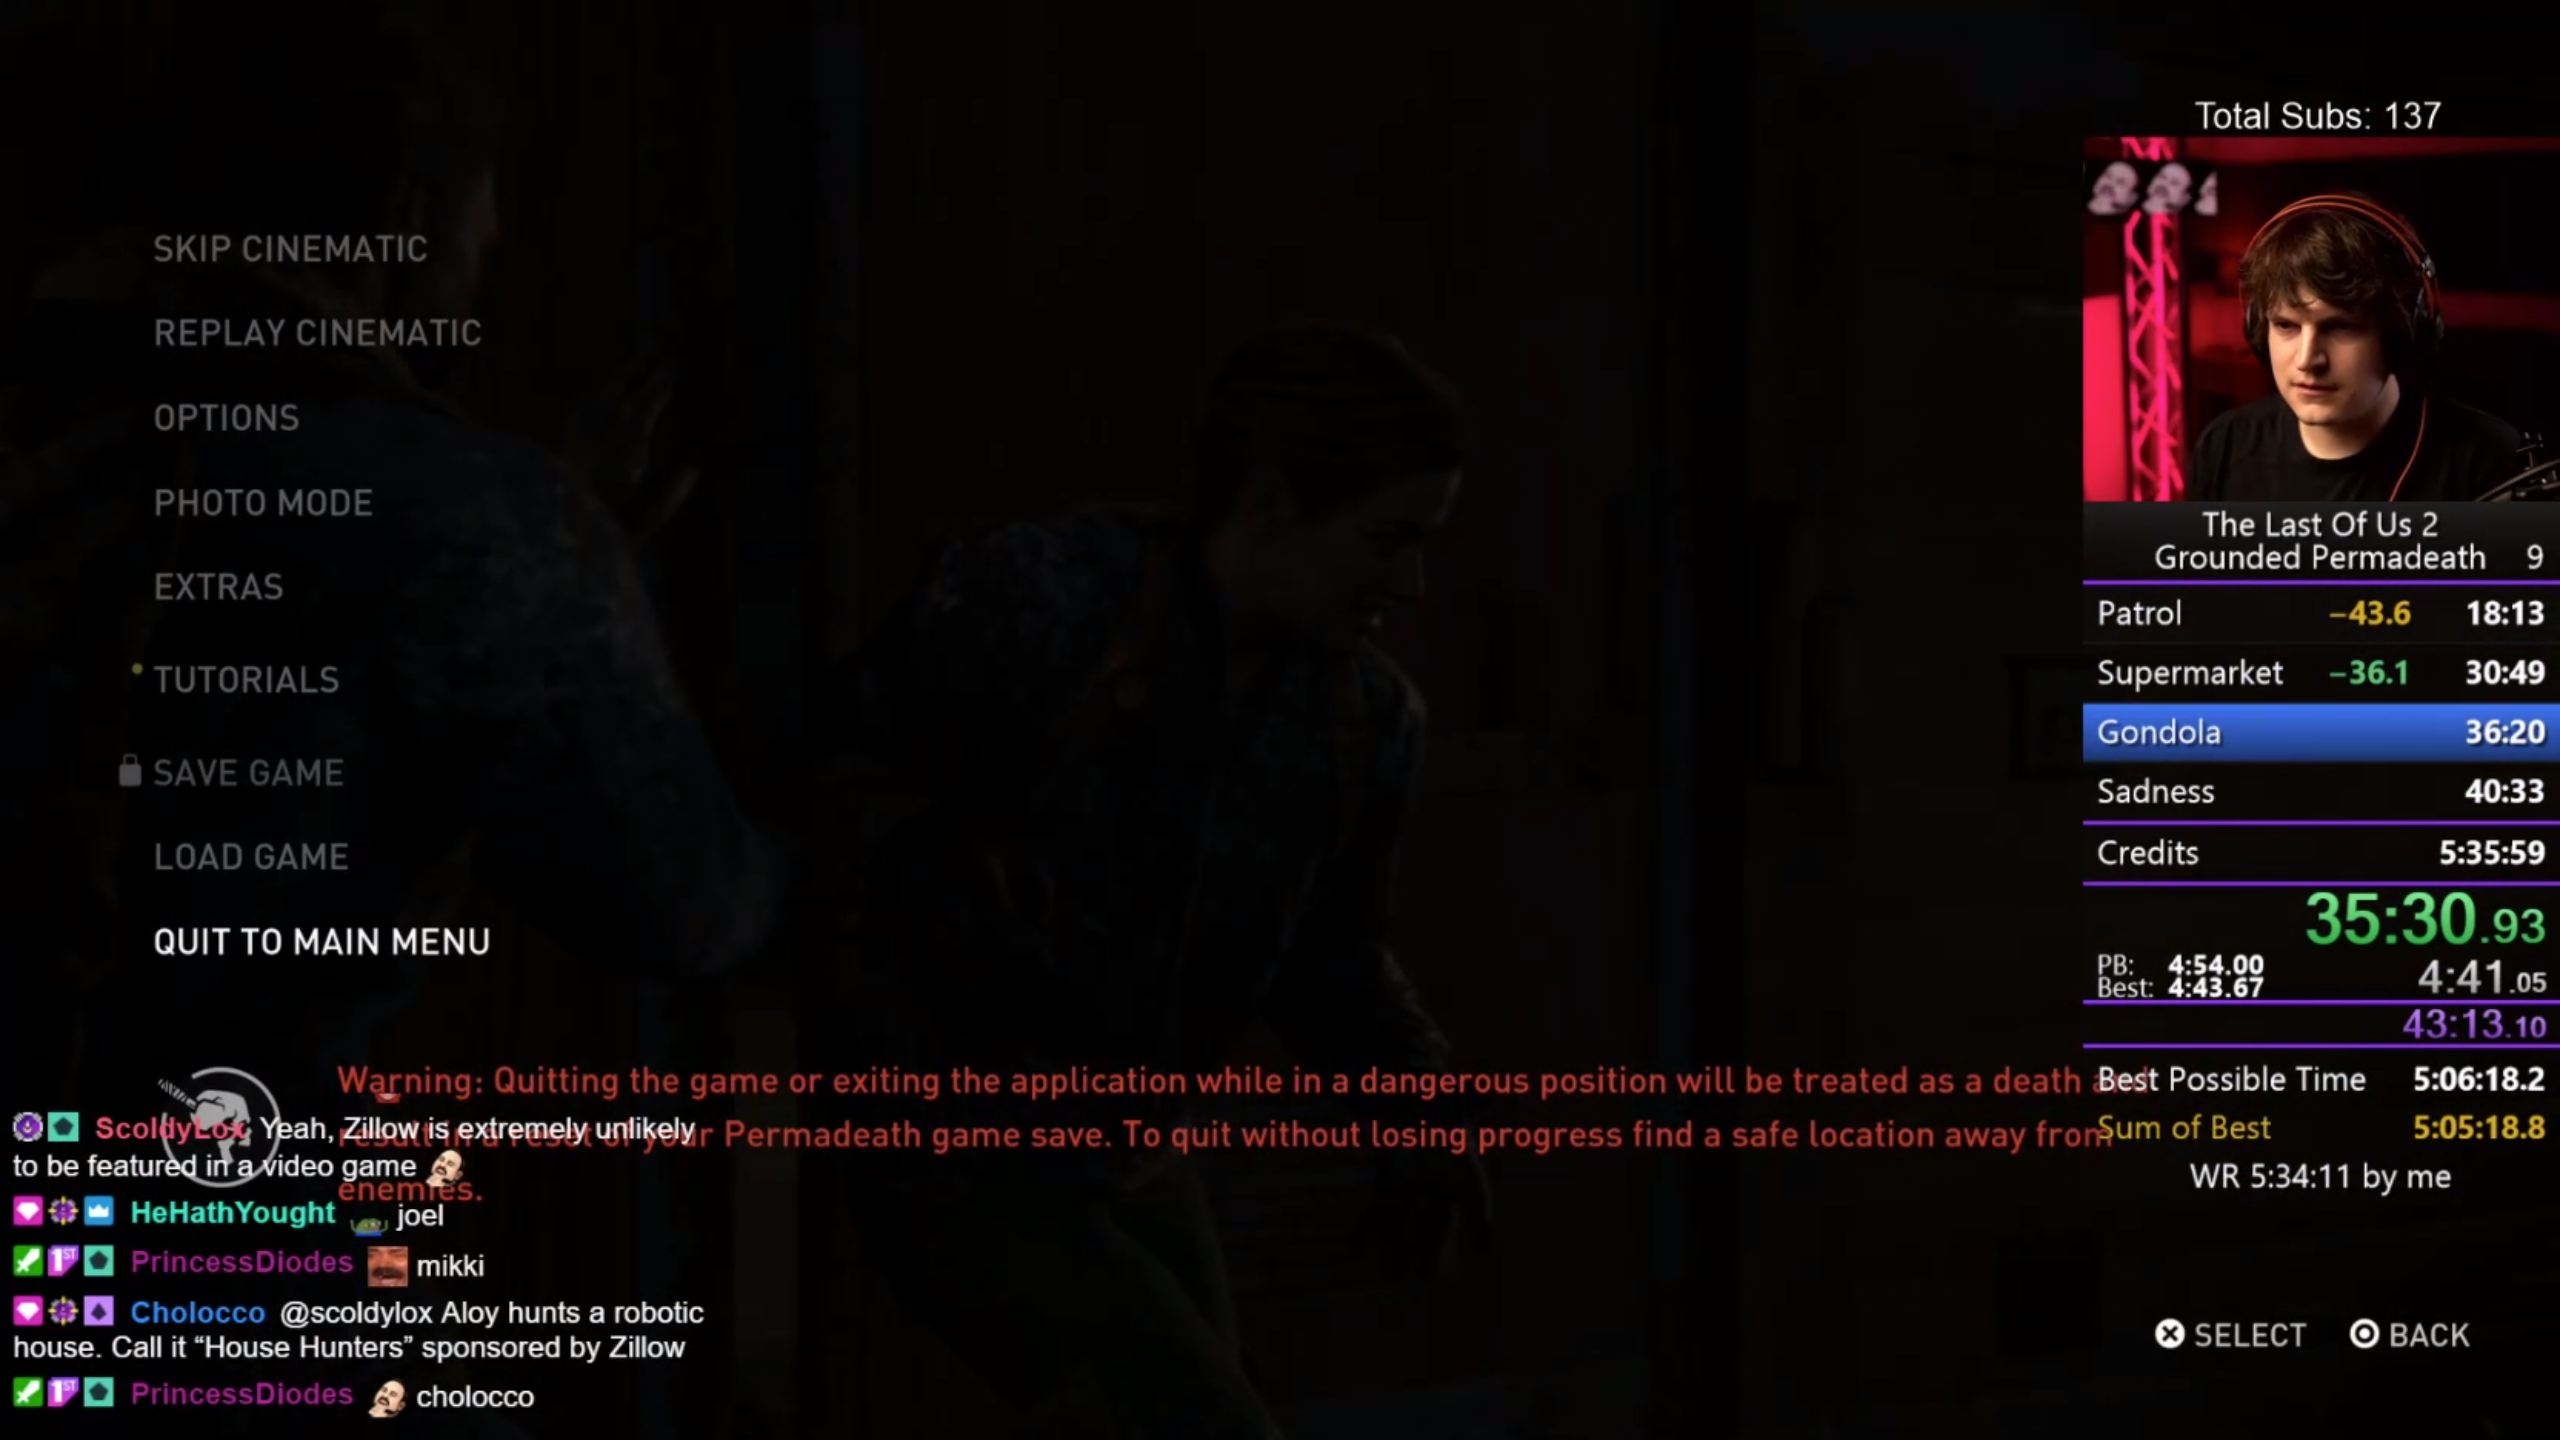 SKIP CINEMATIC
REPLAY CINEMATIC
OPTIONS
PHOTO MODE
EXTRAS
TUTORIALS
SAVE GAME
LOAD GAME
QUIT TO MAIN MENU
Warning: Quitting the game or exiting the application while in a dangerous position will be treated as a death
your Permadeath game save. To quit without losing progress find a safe location away from
enemies.
ScoldyLox: Yeah, Zillow is extremely unlikely
to be featured in a video game
HeHathYought joel
1ST PrincessDiodes mikki
Cholocco @scoldylox Aloy hunts a robotic
house. Call it “House Hunters” sponsored by Zillow
1ST PrincessDiodes cholocco
Total Subs: 137
The Last Of Us 2
Grounded Permadeath 9
Patrol −43.6 18:13
Supermarket −36.1 30:49
Gondola 36:20
Sadness 40:33
Credits 5:35:59
35:30.93
PB: 4:54.00 4:41.05
Best: 4:43.67
43:13.10
Best Possible Time 5:06:18.2
Sum of Best 5:05:18.8
WR 5:34:11 by me
SELECT BACK